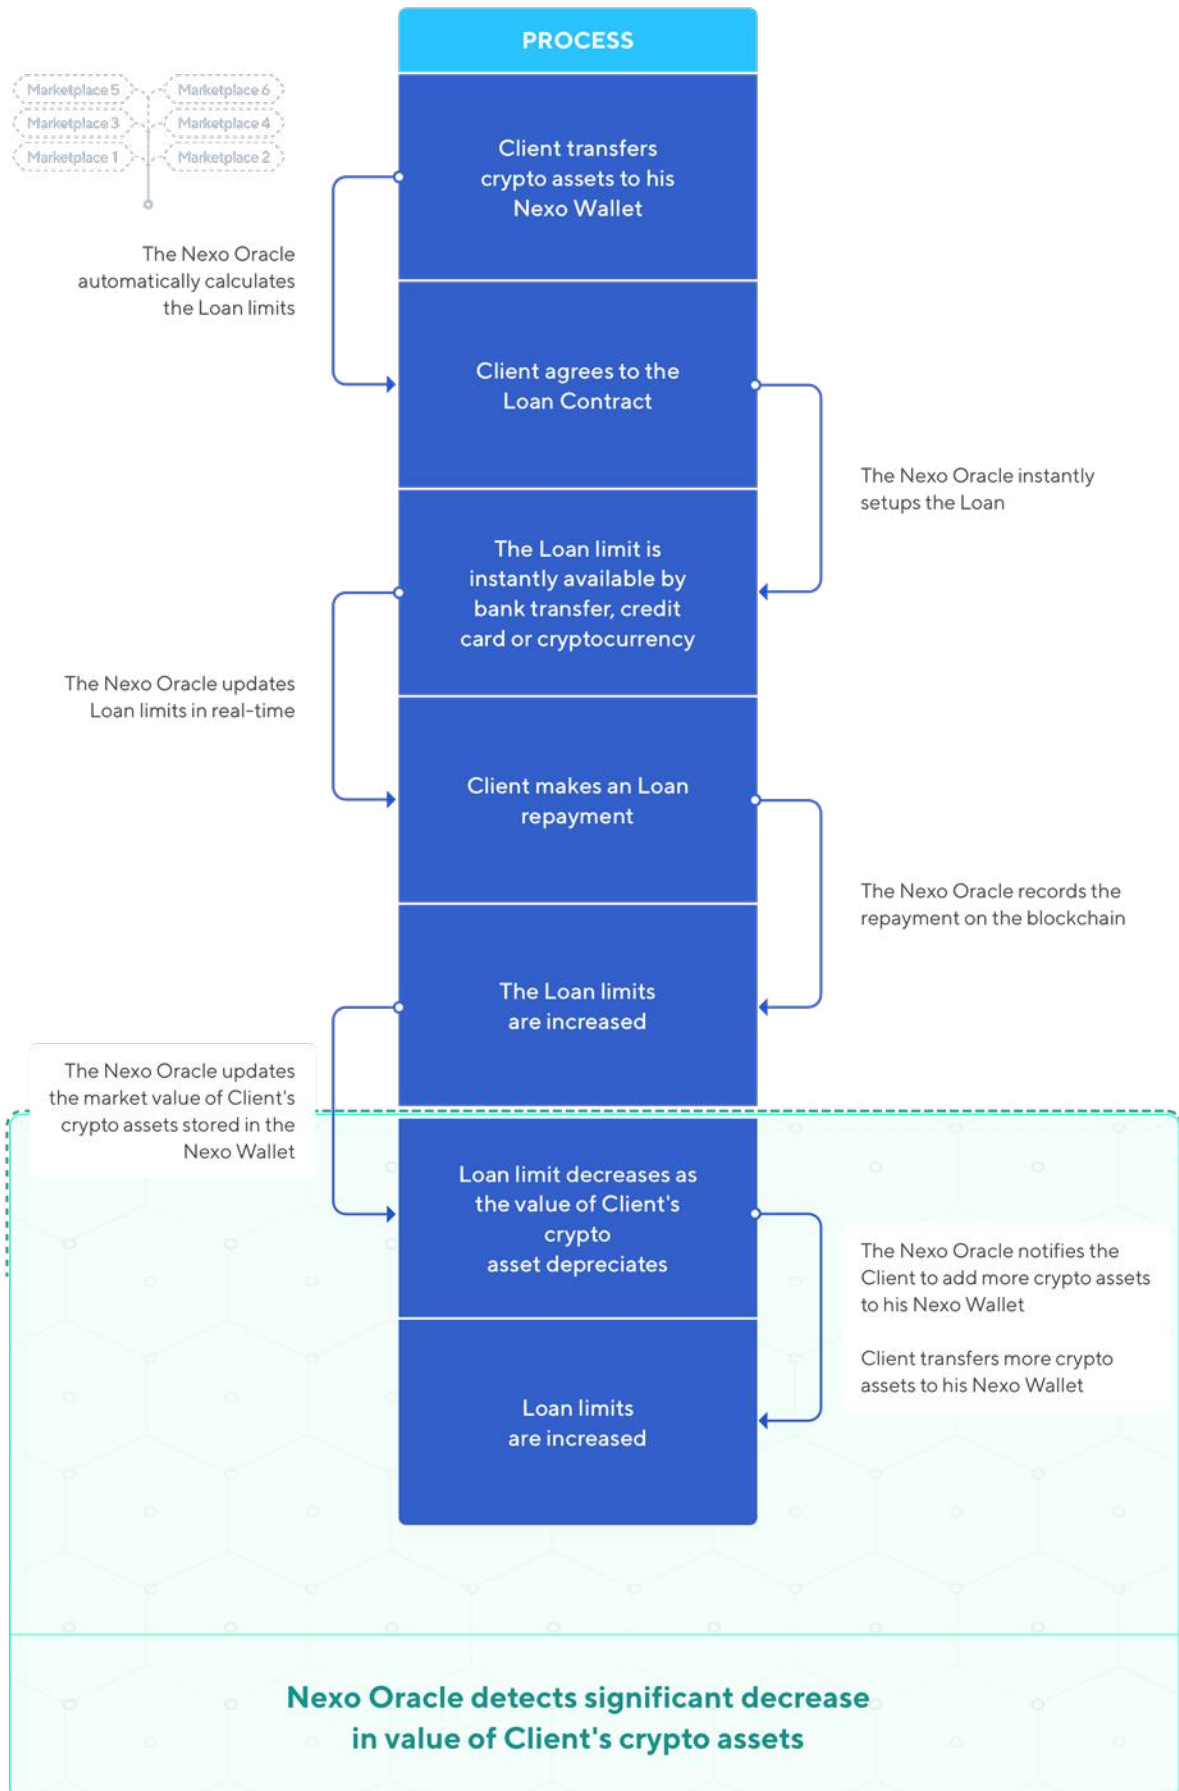 PROCESS
Marketplace 5
Marketplace 6
Marketplace 3
Marketplace 4
Marketplace 1
Marketplace 2
Client transfers
crypto assets to his
Nexo Wallet
The Nexo Oracle
automatically calculates
the Loan limits
Client agrees to the
Loan Contract
The Nexo Oracle instantly
setups the Loan
The Loan limit is
instantly available by
bank transfer, credit
card or cryptocurrency
The Nexo Oracle updates
Loan limits in real-time
Client makes an Loan
repayment
The Nexo Oracle records the
repayment on the blockchain
The Loan limits
are increased
The Nexo Oracle updates
the market value of Client's
crypto assets stored in the
Nexo Wallet
Loan limit decreases as
the value of Client's
crypto
asset depreciates
The Nexo Oracle notifies the
Client to add more crypto assets
to his Nexo Wallet
Client transfers more crypto
assets to his Nexo Wallet
Loan limits
are increased
Nexo Oracle detects significant decrease
in value of Client's crypto assets